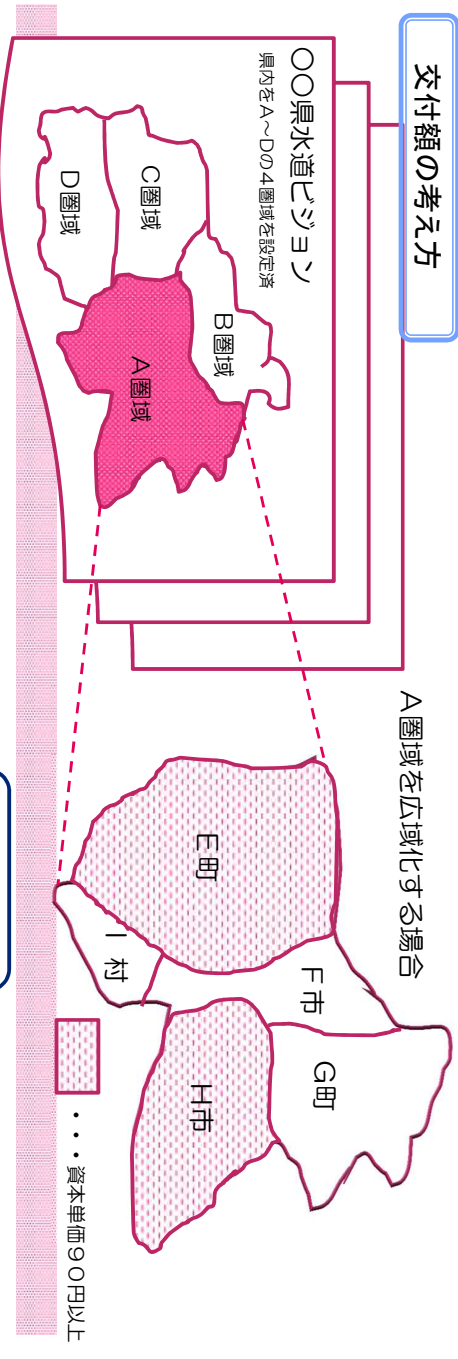 交付額の考え方
〇〇県水道ビジョン
県内をA～Dの4圏域を設定済
B圏域
C圏域
A圏域
D圏域
A圏域を広域化する場合
G町
F市
E町
H市
I村
・・・資本単価90円以上